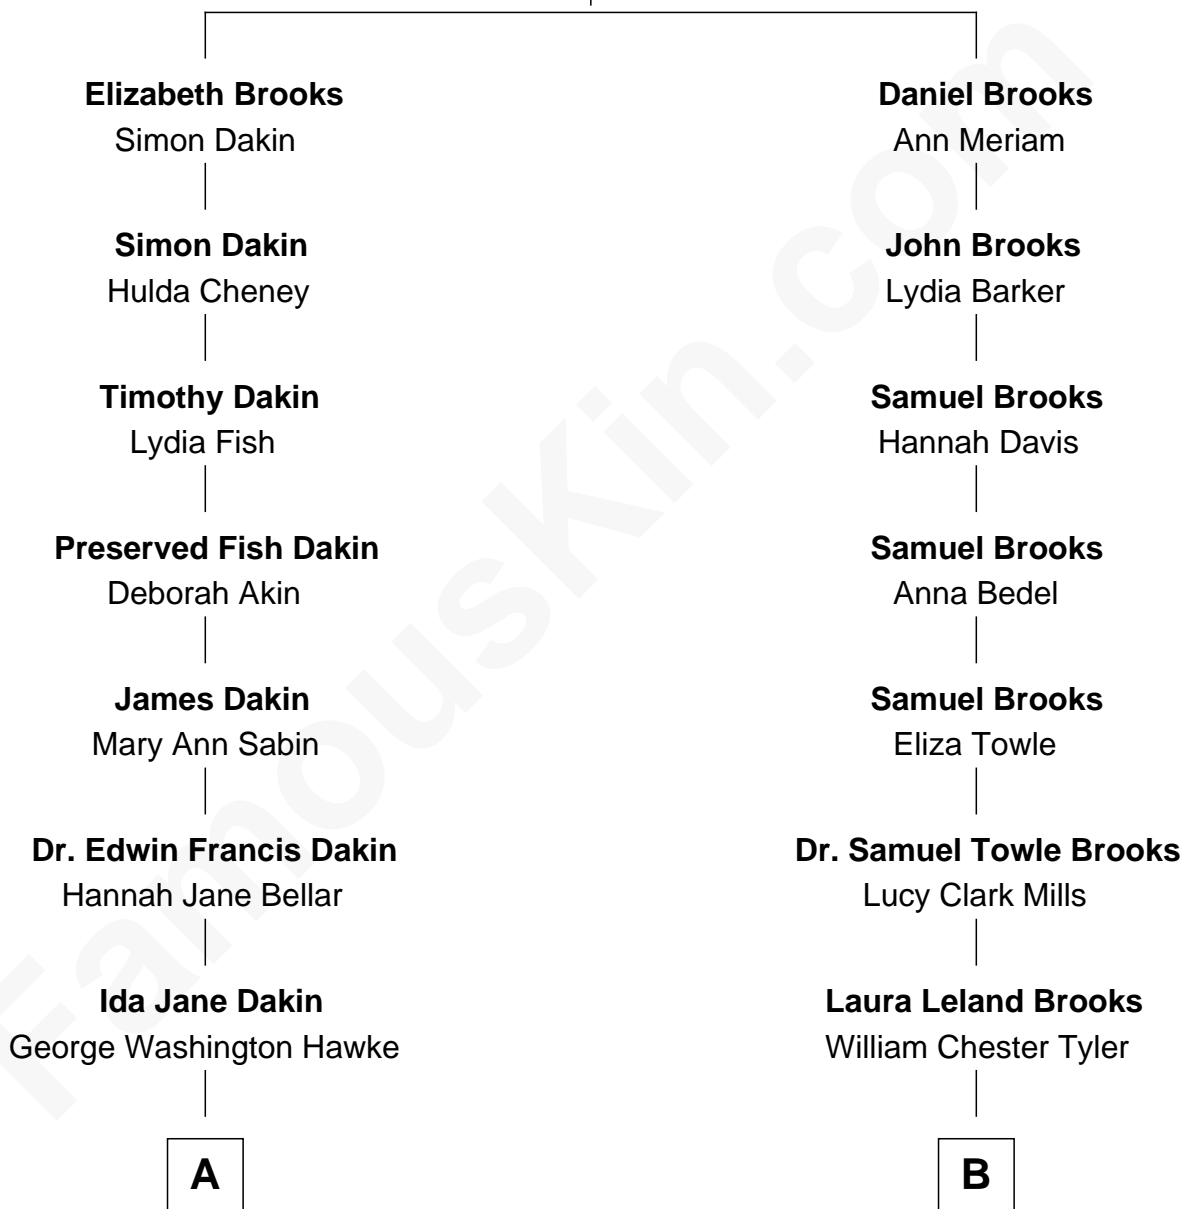 Elizabeth Brooks
Simon Dakin
Simon Dakin
Hulda Cheney
Timothy Dakin
Lydia Fish
Preserved Fish Dakin
Deborah Akin
James Dakin
Mary Ann Sabin
Dr. Edwin Francis Dakin
Hannah Jane Bellar
Ida Jane Dakin
George Washington Hawke
A
Daniel Brooks
Ann Meriam
John Brooks
Lydia Barker
Samuel Brooks
Hannah Davis
Samuel Brooks
Anna Bedel
Samuel Brooks
Eliza Towle
Dr. Samuel Towle Brooks
Lucy Clark Mills
Laura Leland Brooks
William Chester Tyler
B
FamousKin.com